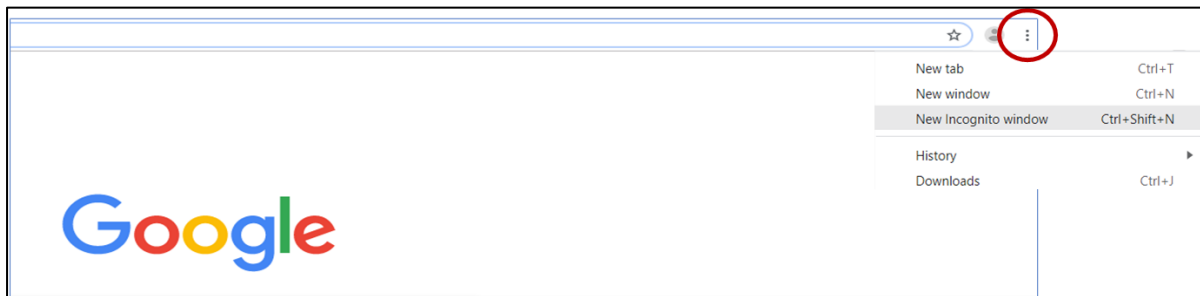 New tab Ctrl+T
New window Ctrl+N
New Incognito window Ctrl+Shift+N
History
Downloads Ctrl+J
Google